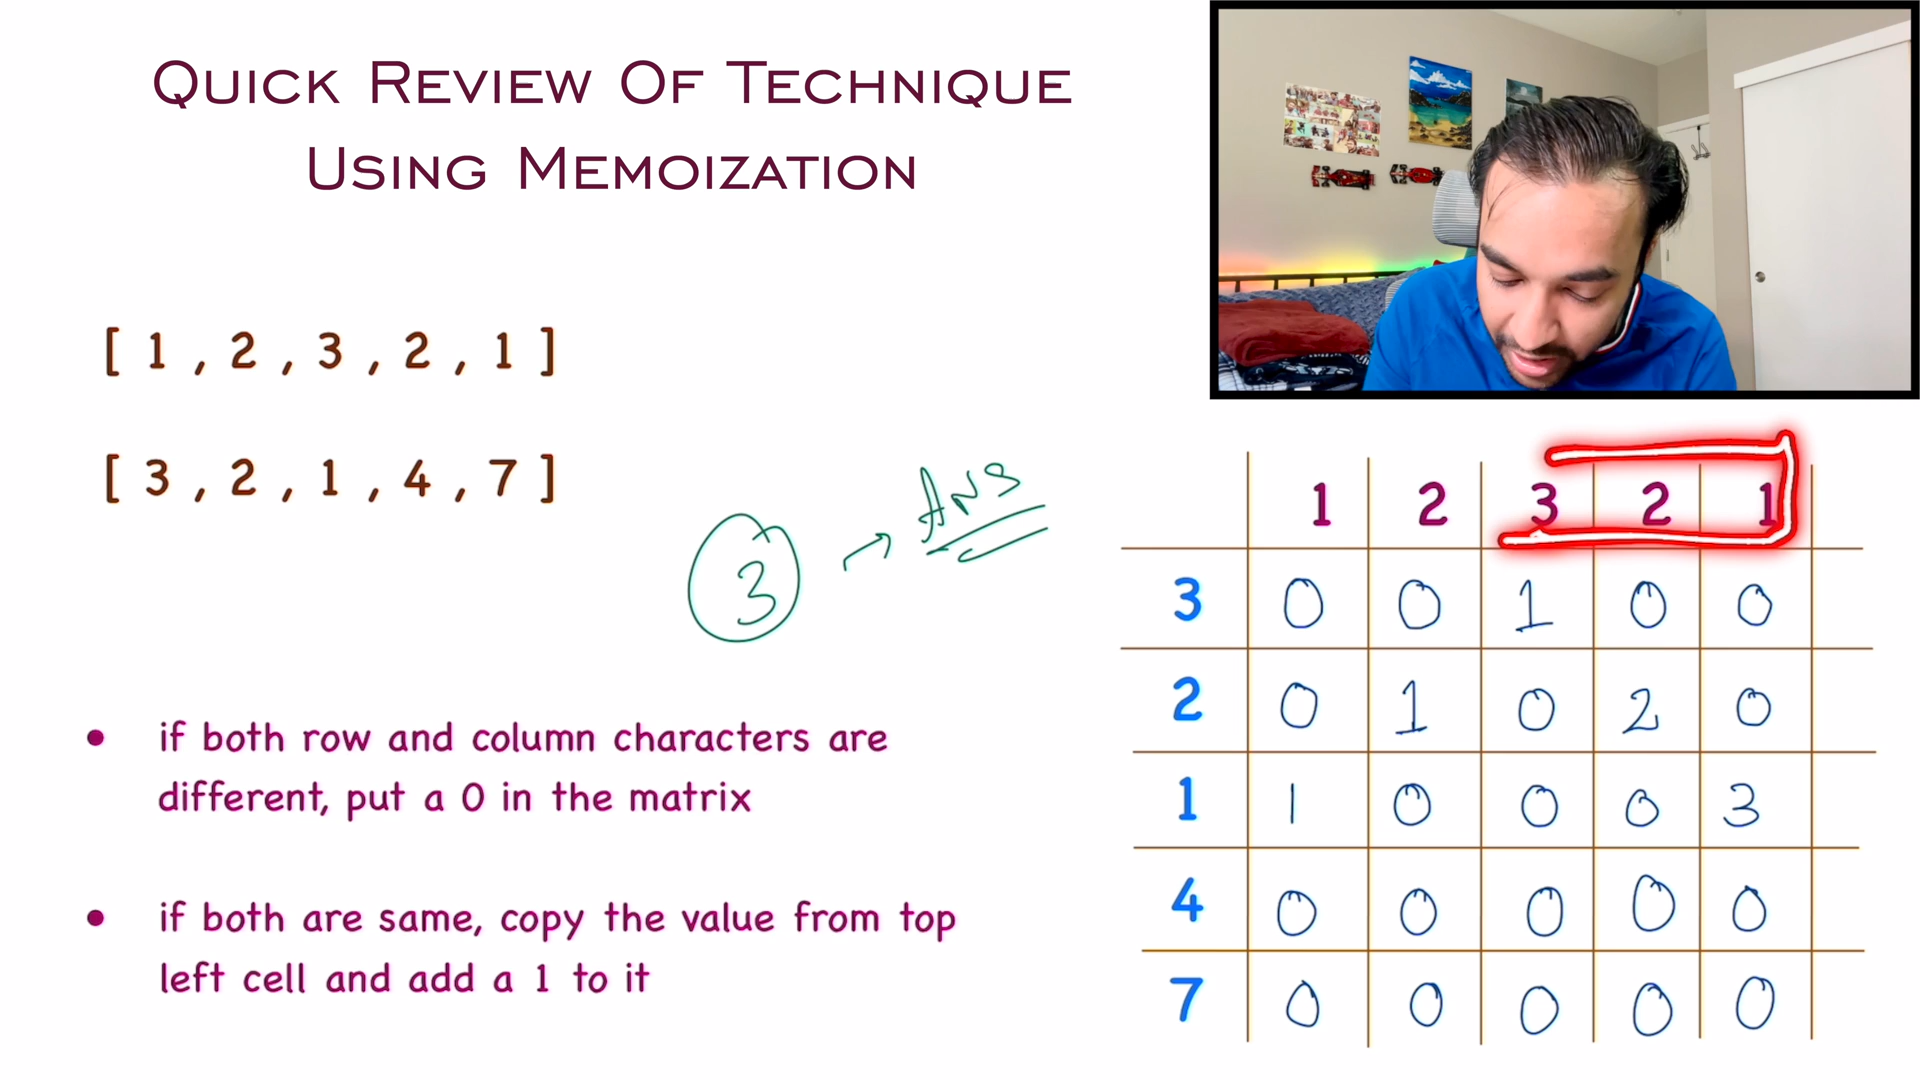 QUICK REVIEW OF TECHNIQUE
USING MEMOIZATION
[ 1 , 2 , 3 , 2 , 1 ]
[ 3 , 2 , 1 , 4 , 7 ]
3 → ANS
• if both row and column characters are
different, put a 0 in the matrix
• if both are same, copy the value from top
left cell and add a 1 to it
1 2 3 2 1
3 0 0 1 0 0
2 0 1 0 2 0
1 1 0 0 0 3
4 0 0 0 0 0
7 0 0 0 0 0